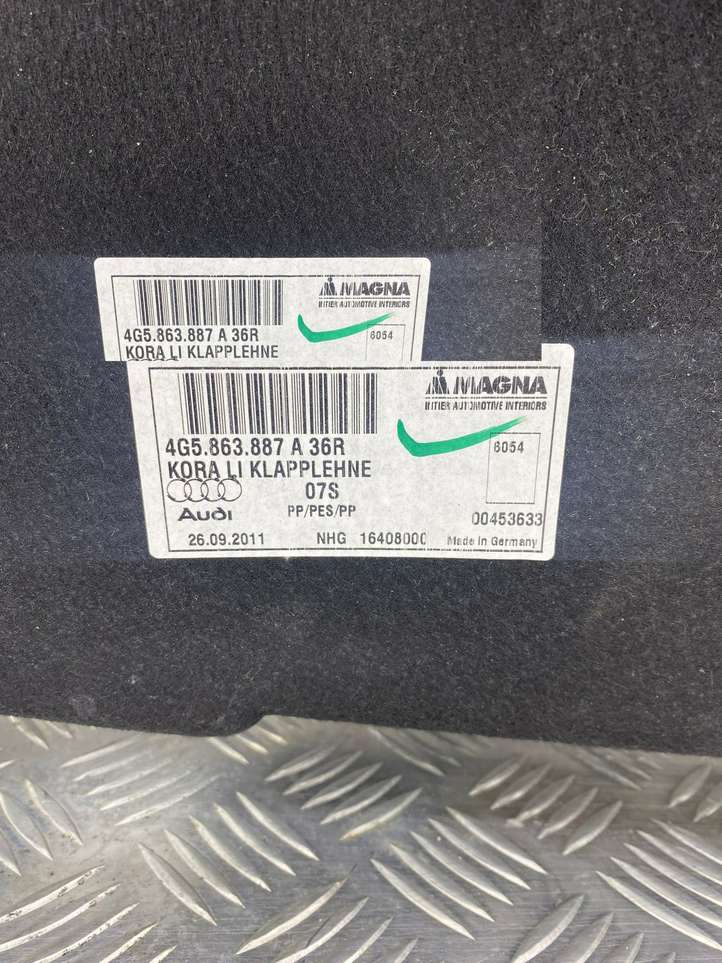 MAGNA
INTIER AUTOMOTIVE INTERIORS
4G5.863.887 A 36R
6054
KORA LI KLAPPLEHNE
MAGNA
INTIER AUTOMOTIVE INTERIORS
4G5.863.887 A 36R
6054
KORA LI KLAPPLEHNE
07S
Audi
PP/PES/PP
00453633
26.09.2011 NHG 16408000 Made in Germany